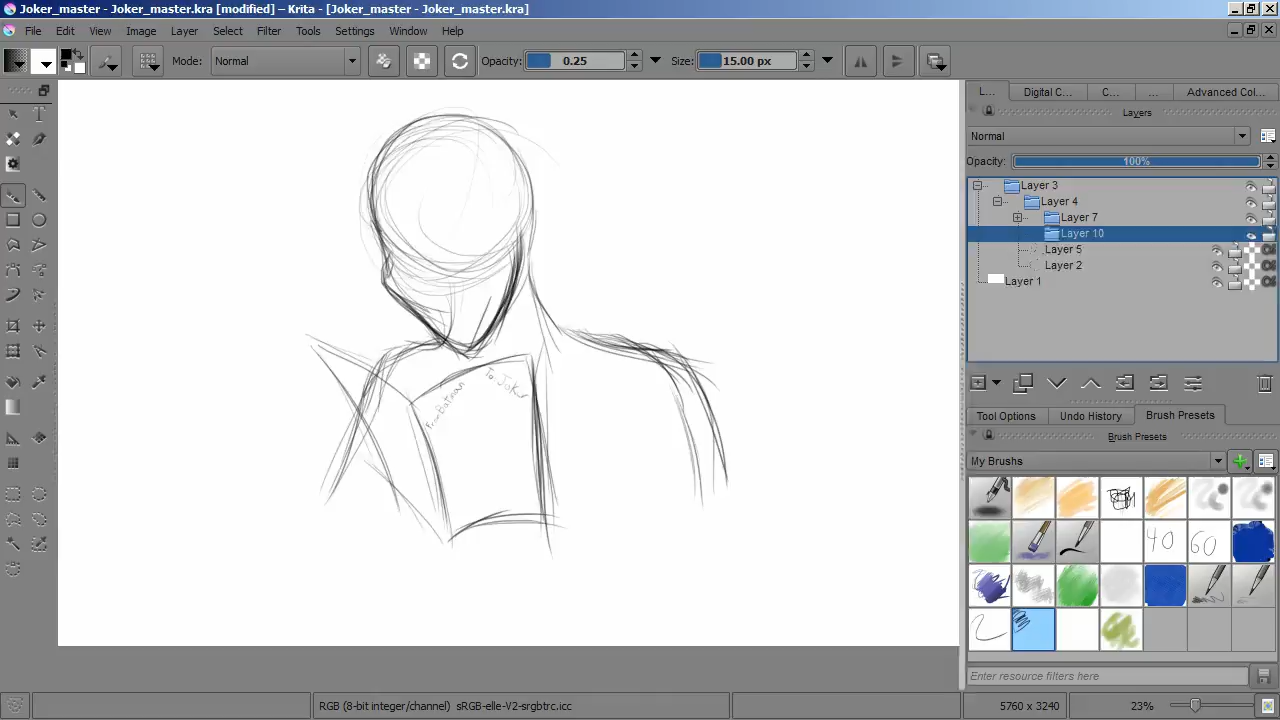 Joker_master - Joker_master.kra [modified] – Krita - [Joker_master - Joker_master.kra]
File Edit View Image Layer Select Filter Tools Settings Window Help
Mode: Normal Opacity: 0.25 Size: 15.00 px
L... Digital C... C... ... Advanced Col...
Layers
Normal
Opacity: 100%
Layer 3
Layer 4
Layer 7
Layer 10
Layer 5
Layer 2
Layer 1
To: Joker
From Batman
Tool Options Undo History Brush Presets
Brush Presets
My Brushes
40 60
Enter resource filters here
RGB (8-bit integer/channel) sRGB-elle-V2-srgbtrc.icc 5760 x 3240 23%